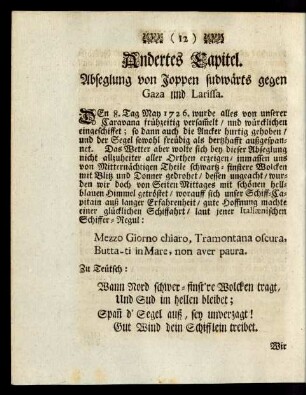 ( 12 )
Andertes Capitel.
Abseglung von Joppen sudwärts gegen
Gaza und Larissa.
DEn 8. Tag May 1726. wurde alles von unserer
Caravana frühzeitig versamlet / und würcklichen
eingeschiffet; so dann auch die Ancker hurtig gehoben /
und der Segel sowohl freudig als hertzhafft außgespan-
net. Das Wetter aber wolte sich bey dieser Abseglung
nicht allzuheiter aller Orthen erzeigen / inmassen uns
von Mitternächtigen Theile schwartz-finstere Wolcken
mit Blitz und Donner gedrohet / dessen ungeacht / wur-
den wir doch von Seiten Mittages mit schönen hell
blauen Himmel getröstet / worauff sich unser Schiff-Ca-
pitain auß langer Erfahrenheit / gute Hoffnung machte
einer glücklichen Schiffahrt / laut jener Italiænischen
Schiffer-Regul:
Mezzo Giorno chiaro, Tramontana oscura,
Butta-ti in Mare, non aver paura.
Zu Teütsch:
Wann Nord schwer-finst're Wolcken tragt,
Und Sud im hellen bleibet;
Spañ d' Segel auß, sey unverzagt!
Gut Wind dein Schifflein treibet.
Wir